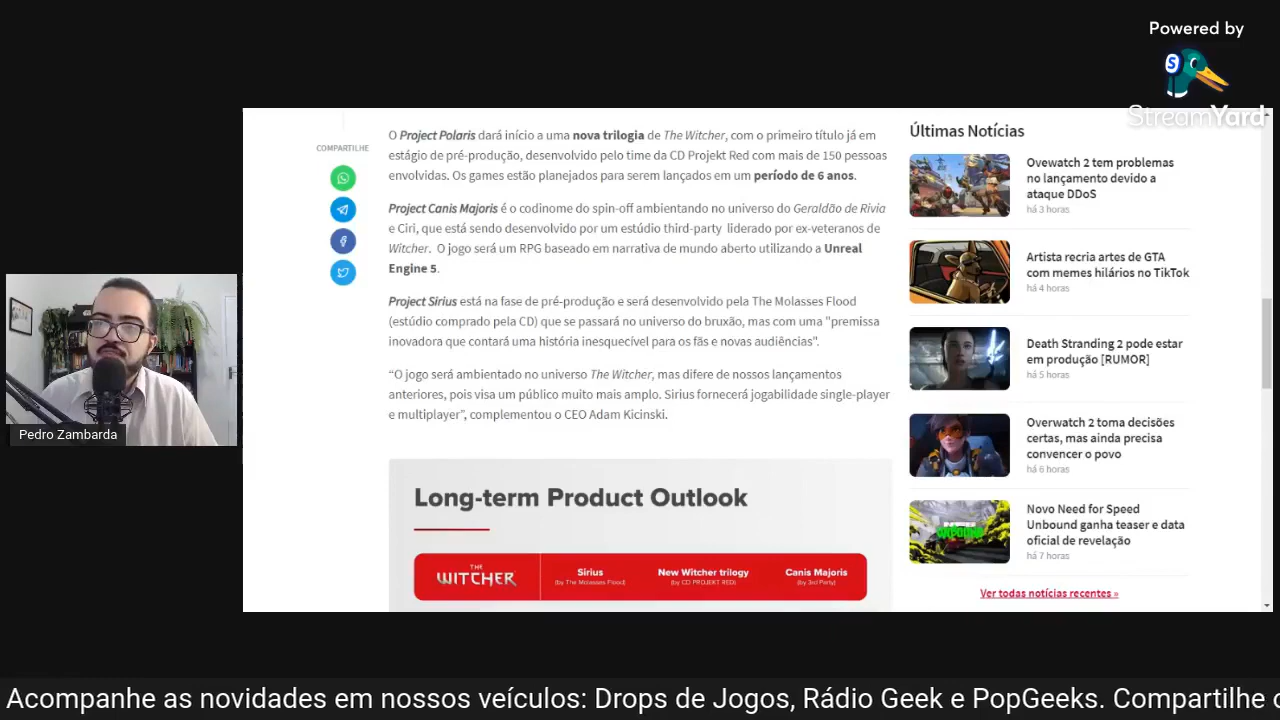 Powered by
StreamYard
COMPARTILHE
O Project Polaris dará início a uma nova trilogia de The Witcher, com o primeiro título já em
estágio de pré-produção, desenvolvido pelo time da CD Projekt Red com mais de 150 pessoas
envolvidas. Os games estão planejados para serem lançados em um período de 6 anos.
Project Canis Majoris é o codinome do spin-off ambientando no universo do Geraldão de Rivia
e Ciri, que está sendo desenvolvido por um estúdio third-party liderado por ex-veteranos de
Witcher. O jogo será um RPG baseado em narrativa de mundo aberto utilizando a Unreal
Engine 5.
Project Sirius está na fase de pré-produção e será desenvolvido pela The Molasses Flood
(estúdio comprado pela CD) que se passará no universo do bruxão, mas com uma "premissa
inovadora que contará uma história inesquecível para os fãs e novas audiências".
“O jogo será ambientado no universo The Witcher, mas difere de nossos lançamentos
anteriores, pois visa um público muito mais amplo. Sirius fornecerá jogabilidade single-player
e multiplayer”, complementou o CEO Adam Kicinski.
Long-term Product Outlook
THE
WITCHER
Sirius
(by The Molasses Flood)
New Witcher trilogy
(by CD PROJEKT RED)
Canis Majoris
(by 3rd Party)
Últimas Notícias
Ovewatch 2 tem problemas
no lançamento devido a
ataque DDoS
há 3 horas
Artista recria artes de GTA
com memes hilários no TikTok
há 4 horas
Death Stranding 2 pode estar
em produção [RUMOR]
há 5 horas
Overwatch 2 toma decisões
certas, mas ainda precisa
convencer o povo
há 6 horas
Novo Need for Speed
Unbound ganha teaser e data
oficial de revelação
há 7 horas
Ver todas notícias recentes »
Pedro Zambarda
Acompanhe as novidades em nossos veículos: Drops de Jogos, Rádio Geek e PopGeeks. Compartilhe